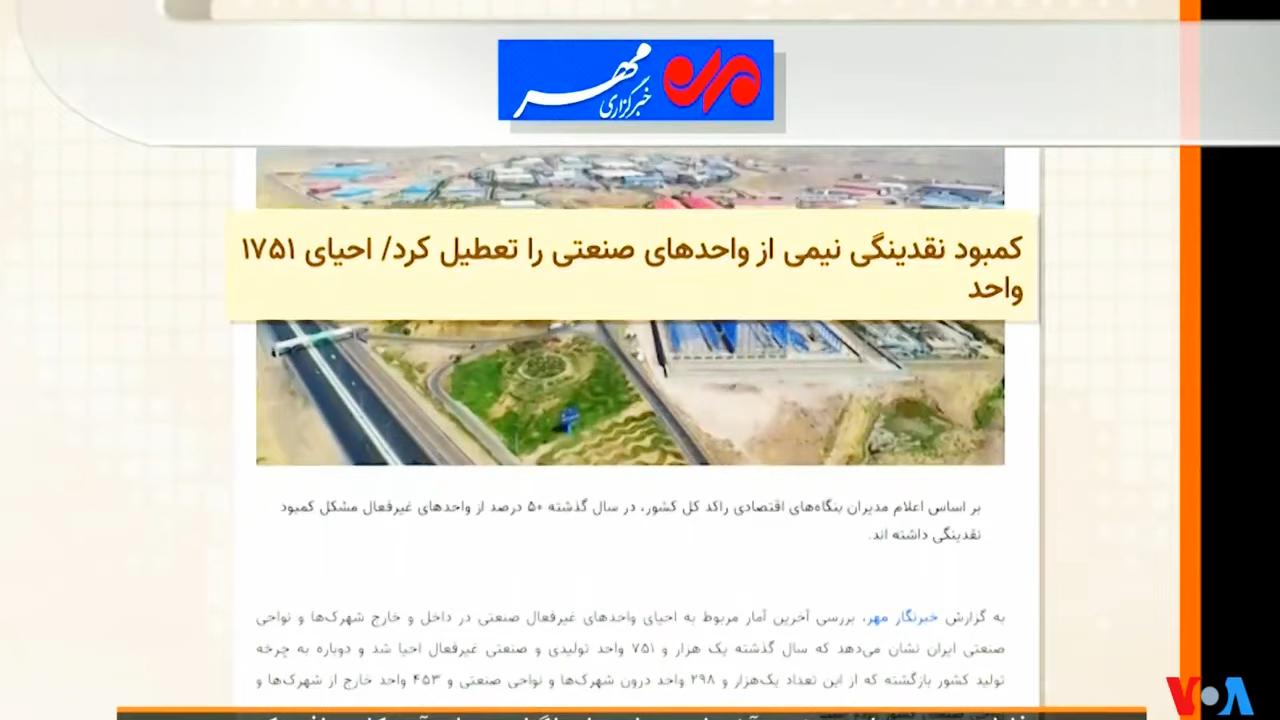 خبرگزاری مهر
کمبود نقدینگی نیمی از واحدهای صنعتی را تعطیل کرد/ احیای ۱۷۵۱
واحد
بر اساس اعلام مدیران بنگاه‌های اقتصادی راکد کل کشور، در سال گذشته ۵۰ درصد از واحدهای غیرفعال مشکل کمبود
نقدینگی داشته اند.
به گزارش خبرنگار مهر، بررسی آخرین آمار مربوط به احیای واحدهای غیرفعال صنعتی در داخل و خارج شهرک‌ها و نواحی
صنعتی ایران نشان می‌دهد که سال گذشته یک هزار و ۷۵۱ واحد تولیدی و صنعتی غیرفعال احیا شد و دوباره به چرخه
تولید کشور بازگشته که از این تعداد یک‌هزار و ۲۹۸ واحد درون شهرک‌ها و نواحی صنعتی و ۴۵۳ واحد خارج از شهرک‌ها و
VOA